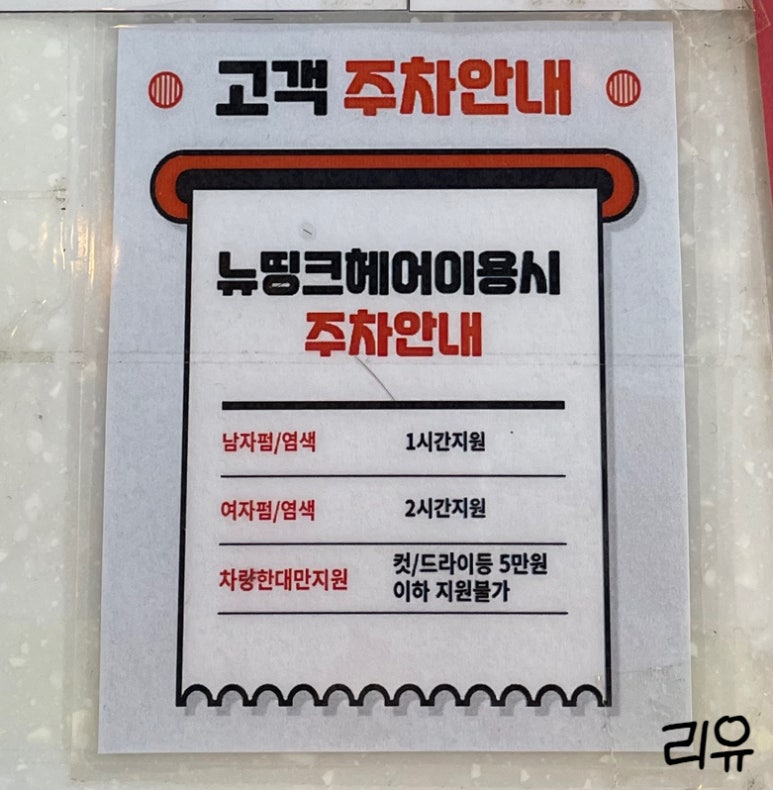 고객 주차안내
뉴띵크헤어이용시
주차안내
남자펌/염색 1시간지원
여자펌/염색 2시간지원
차량한대만지원 컷/드라이등 5만원
이하 지원불가
리유